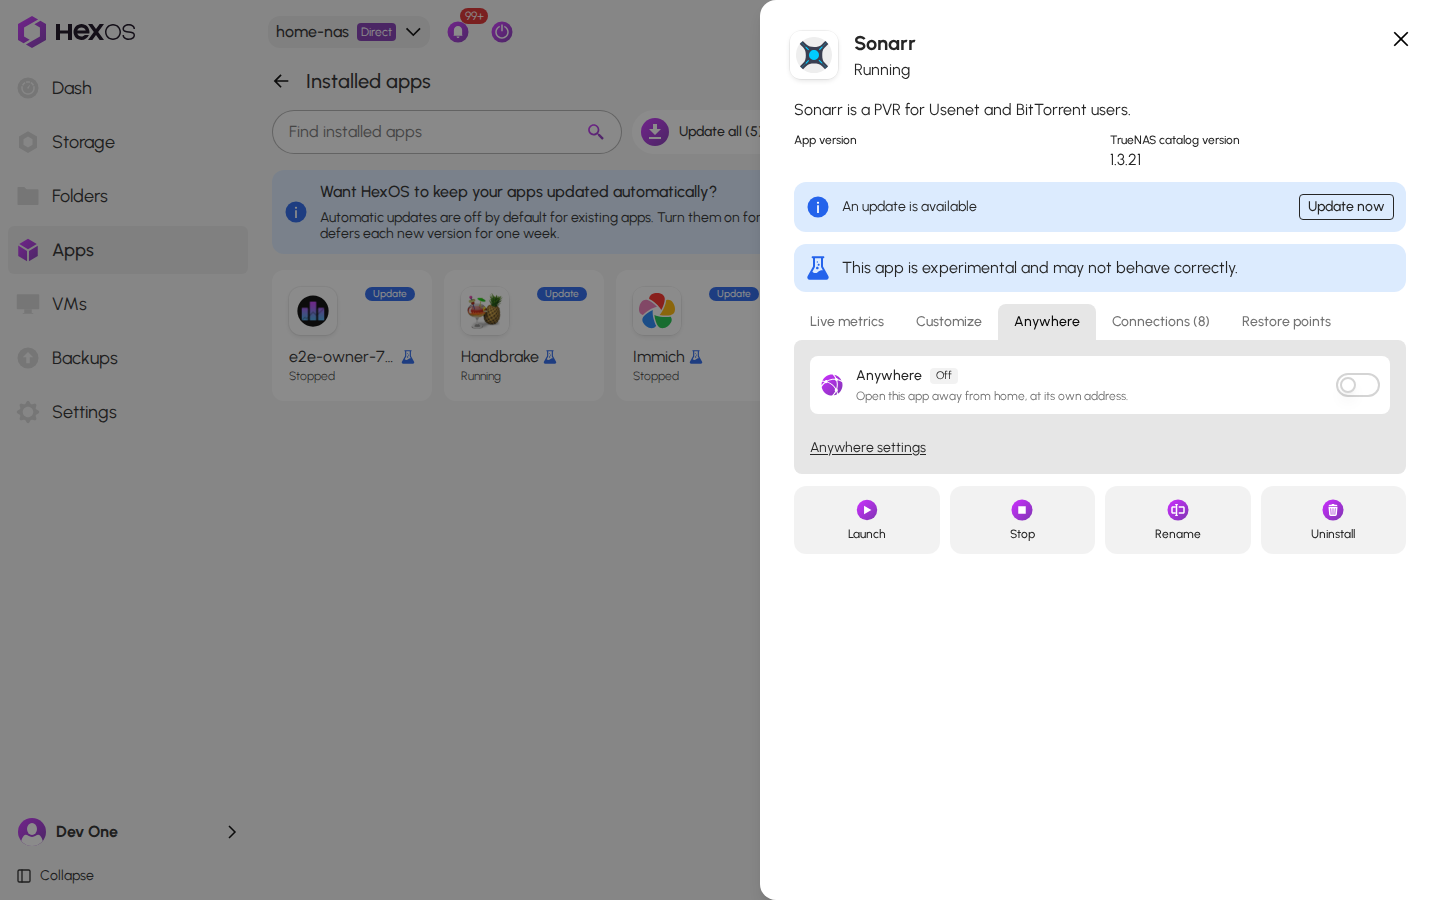 HEXOS
home-nas Direct
99+
Dash
Storage
Folders
Apps
VMs
Backups
Settings
Dev One
Collapse
Installed apps
Find installed apps
Update all (5)
Want HexOS to keep your apps updated automatically?
Automatic updates are off by default for existing apps. Turn them on for
defers each new version for one week.
Update
e2e-owner-7...
Stopped
Update
Handbrake
Running
Update
Immich
Stopped
Sonarr
Running
Sonarr is a PVR for Usenet and BitTorrent users.
App version
TrueNAS catalog version
1.3.21
An update is available
Update now
This app is experimental and may not behave correctly.
Live metrics
Customize
Anywhere
Connections (8)
Restore points
Anywhere Off
Open this app away from home, at its own address.
Anywhere settings
Launch
Stop
Rename
Uninstall